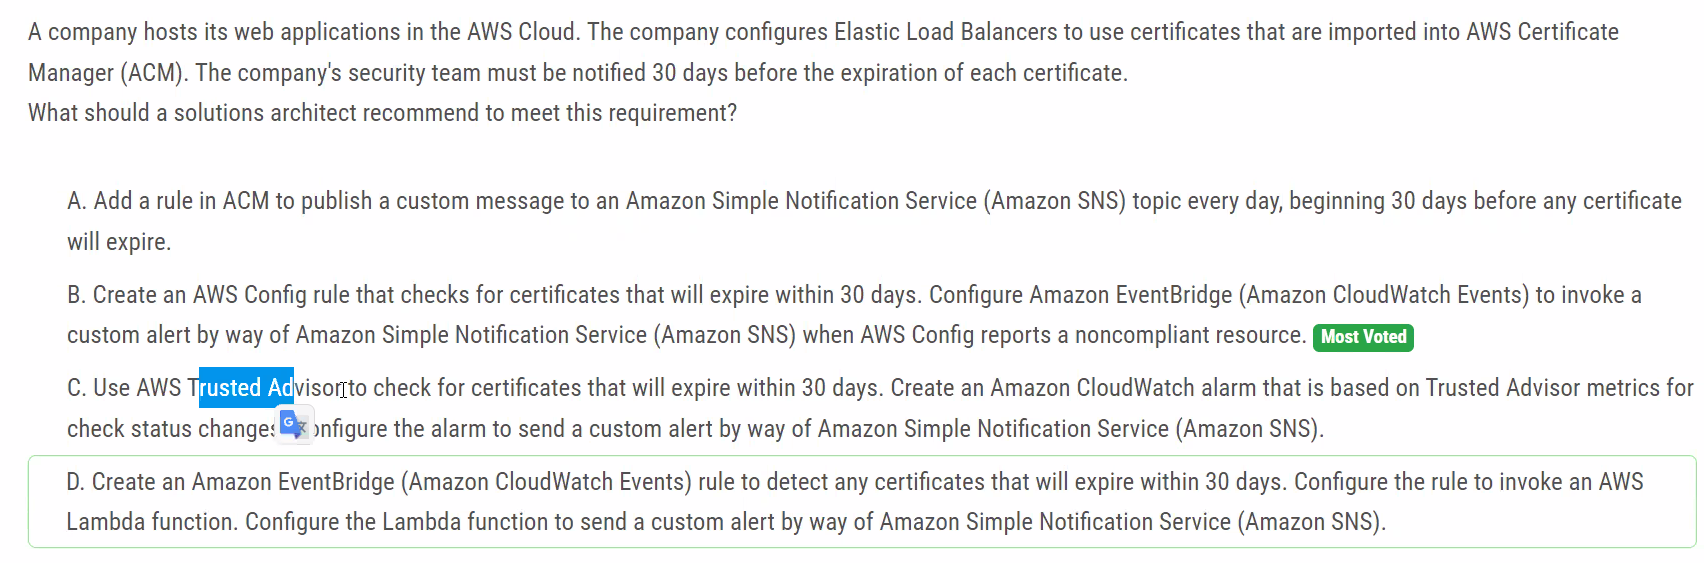 A company hosts its web applications in the AWS Cloud. The company configures Elastic Load Balancers to use certificates that are imported into AWS Certificate
Manager (ACM). The company's security team must be notified 30 days before the expiration of each certificate.
What should a solutions architect recommend to meet this requirement?
A. Add a rule in ACM to publish a custom message to an Amazon Simple Notification Service (Amazon SNS) topic every day, beginning 30 days before any certificate
will expire.
B. Create an AWS Config rule that checks for certificates that will expire within 30 days. Configure Amazon EventBridge (Amazon CloudWatch Events) to invoke a
custom alert by way of Amazon Simple Notification Service (Amazon SNS) when AWS Config reports a noncompliant resource. Most Voted
C. Use AWS Trusted Advisor to check for certificates that will expire within 30 days. Create an Amazon CloudWatch alarm that is based on Trusted Advisor metrics for
check status changes onfigure the alarm to send a custom alert by way of Amazon Simple Notification Service (Amazon SNS).
D. Create an Amazon EventBridge (Amazon CloudWatch Events) rule to detect any certificates that will expire within 30 days. Configure the rule to invoke an AWS
Lambda function. Configure the Lambda function to send a custom alert by way of Amazon Simple Notification Service (Amazon SNS).